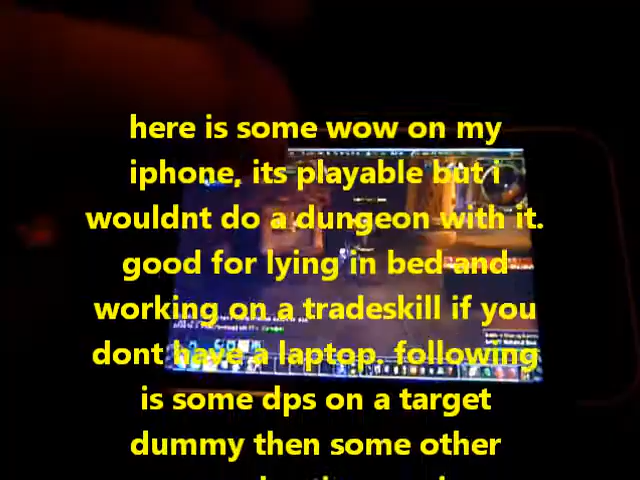 here is some wow on my
iphone, its playable but i
wouldnt do a dungeon with it.
good for lying in bed and
working on a tradeskill if you
dont have a laptop, following
is some dps on a target
dummy then some other